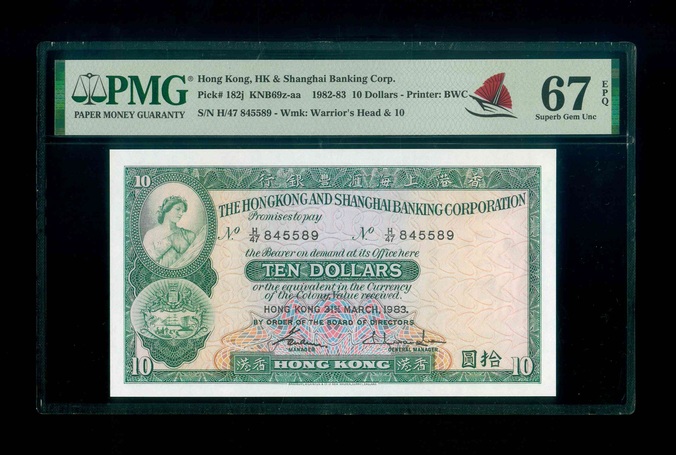 PMG®
PAPER MONEY GUARANTY
Hong Kong, HK & Shanghai Banking Corp.
Pick# 182j KNB69z-aa 1982-83 10 Dollars - Printer: BWC
S/N H/47 845589 - Wmk: Warrior's Head & 10
67 EPQ
Superb Gem Unc
10
行銀豐滙海上港香
THE HONGKONG AND SHANGHAI BANKING CORPORATION
Promises to pay
No H/47 845589 No H/47 845589
the Bearer on demand at its Office here
TEN DOLLARS
or the equivalent in the Currency
of the Colony, Value received.
HONG KONG 31ST MARCH, 1983.
BY ORDER OF THE BOARD OF DIRECTORS
MANAGER GENERAL MANAGER
圓拾
10 港香 HONG KONG 港香 10